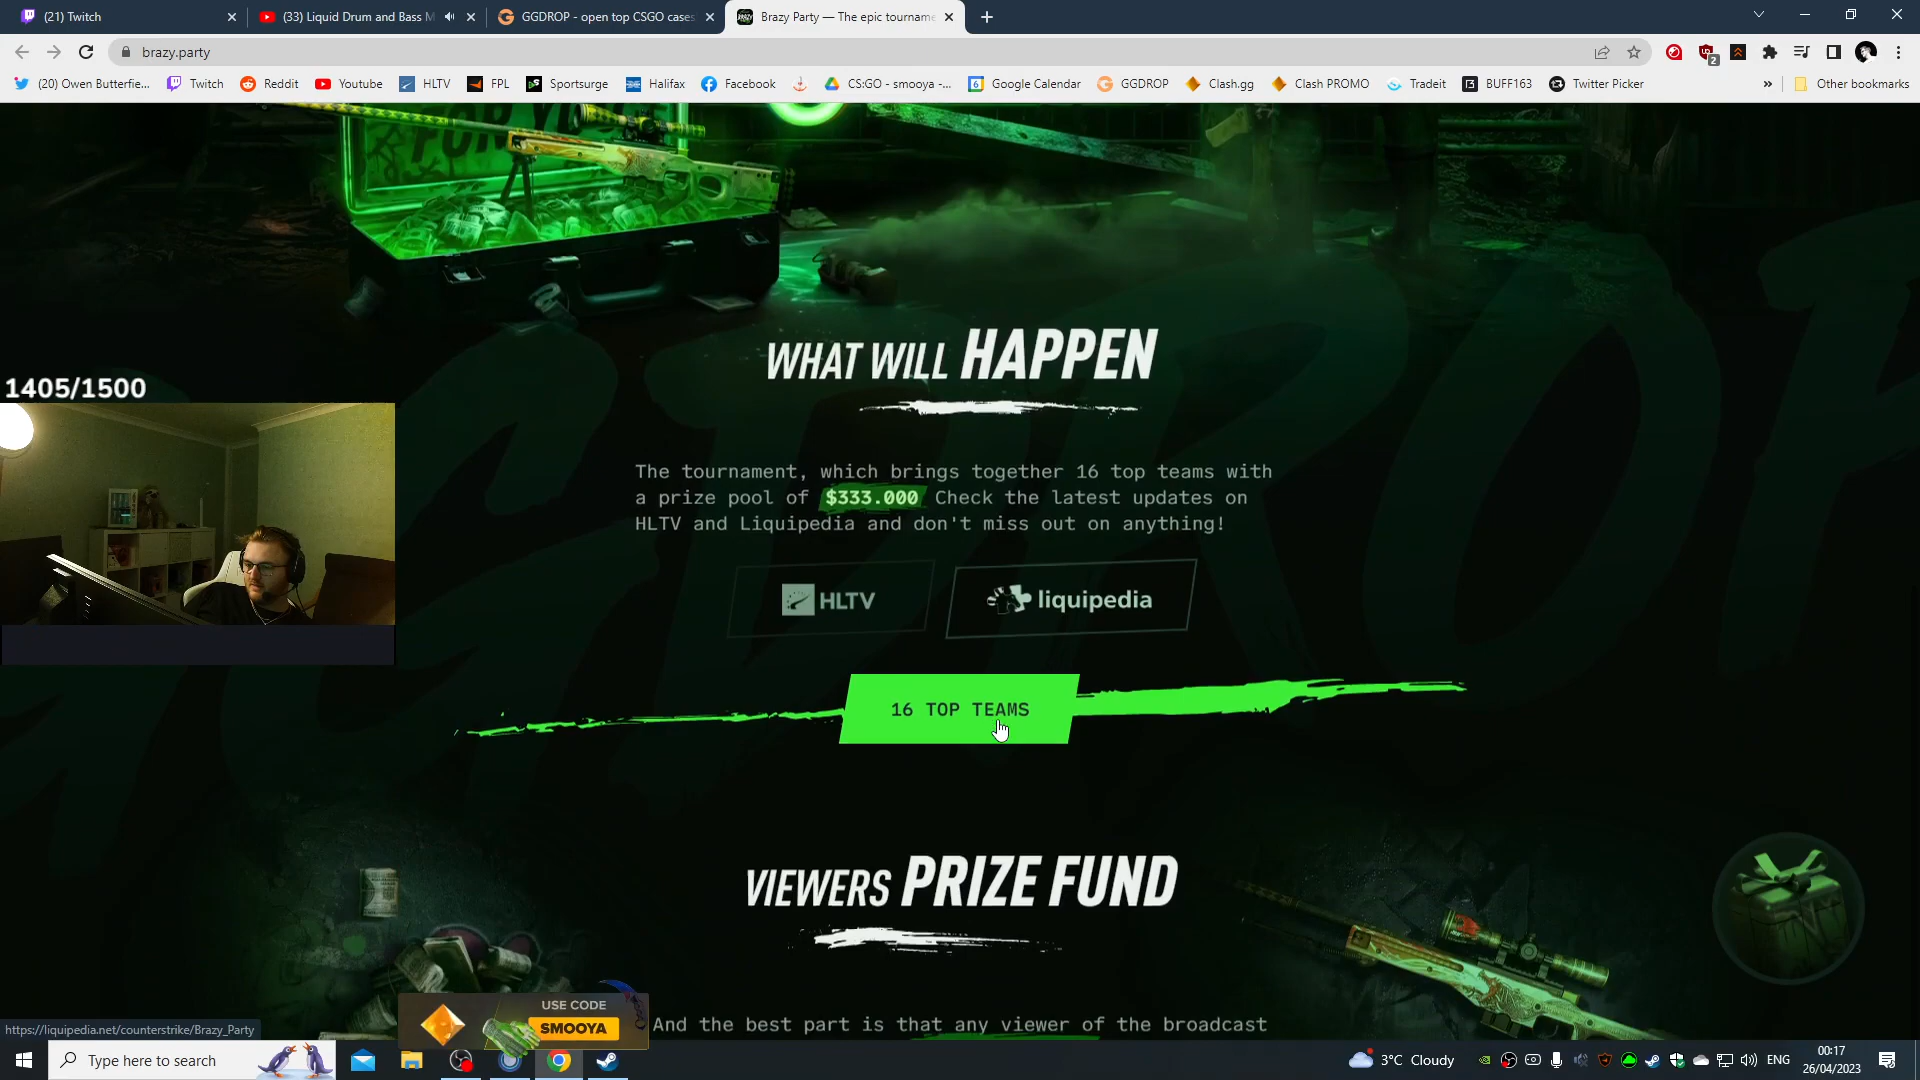 (21) Twitch
(33) Liquid Drum and Bass M
GGDROP - open top CSGO cases
Brazy Party — The epic tourname
brazy.party
2
(20) Owen Butterfie...
Twitch
Reddit
Youtube
HLTV
FPL
Sportsurge
Halifax
Facebook
CS:GO - smooya -...
Google Calendar
GGDROP
Clash.gg
Clash PROMO
Tradeit
BUFF163
Twitter Picker
»
Other bookmarks
WHAT WILL HAPPEN
1405/1500
The tournament, which brings together 16 top teams with
a prize pool of $333.000 Check the latest updates on
HLTV and Liquipedia and don't miss out on anything!
HLTV
liquipedia
16 TOP TEAMS
VIEWERS PRIZE FUND
USE CODE
SMOOYA
And the best part is that any viewer of the broadcast
https://liquipedia.net/counterstrike/Brazy_Party
Type here to search
3°C Cloudy
ENG
00:17
26/04/2023